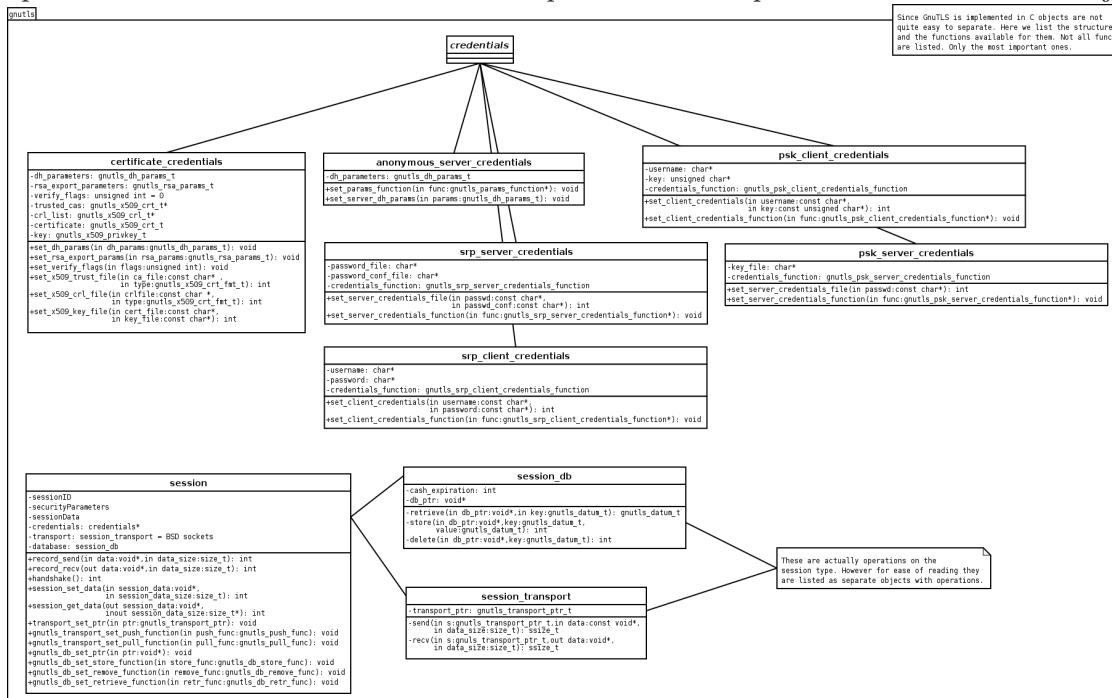 gnutls
Since GnuTLS is implemented in C objects are not
quite easy to separate. Here we list the structure
and the functions available for them. Not all func
are listed. Only the most important ones.
credentials
certificate_credentials
-dh_parameters: gnutls_dh_params_t
-rsa_export_parameters: gnutls_rsa_params_t
-verify_flags: unsigned int = 0
-trusted_cas: gnutls_x509_crt_t*
-crl_list: gnutls_x509_crl_t*
-certificate: gnutls_x509_crt_t
-key: gnutls_x509_privkey_t
+set_dh_params(in dh_params:gnutls_dh_params_t): void
+set_rsa_export_params(in rsa_params:gnutls_rsa_params_t): void
+set_verify_flags(in flags:unsigned int): void
+set_x509_trust_file(in ca_file:const char* ,
in type:gnutls_x509_crt_fmt_t): int
+set_x509_crl_file(in crlfile:const char *,
in type:gnutls_x509_crt_fmt_t): int
+set_x509_key_file(in cert_file:const char*,
in key_file:const char*): int
anonymous_server_credentials
-dh_parameters: gnutls_dh_params_t
+set_params_function(in func:gnutls_params_function*): void
+set_server_dh_params(in params:gnutls_dh_params_t): void
psk_client_credentials
-username: char*
-key: unsigned char*
-credentials_function: gnutls_psk_client_credentials_function
+set_client_credentials(in username:const char*,
in key:const unsigned char*): int
+set_client_credentials_function(in func:gnutls_psk_client_credentials_function*): void
srp_server_credentials
-password_file: char*
-password_conf_file: char*
-credentials_function: gnutls_srp_server_credentials_function
+set_server_credentials_file(in passwd:const char*,
in passwd_conf:const char*): int
+set_server_credentials_function(in func:gnutls_srp_server_credentials_function*): void
psk_server_credentials
-key_file: char*
-credentials_function: gnutls_psk_server_credentials_function
+set_server_credentials_file(in passwd:const char*): int
+set_server_credentials_function(in func:gnutls_psk_server_credentials_function*): void
srp_client_credentials
-username: char*
-password: char*
-credentials_function: gnutls_srp_client_credentials_function
+set_client_credentials(in username:const char*,
in password:const char*): int
+set_client_credentials_function(in func:gnutls_srp_client_credentials_function*): void
session
-sessionID
-securityParameters
-sessionData
-credentials: credentials*
-transport: session_transport = BSD sockets
-database: session_db
+record_send(in data:void*,in data_size:size_t): int
+record_recv(out data:void*,in data_size:size_t): int
+handshake(): int
+session_set_data(in session_data:void*,
in session_data_size:size_t): int
+session_get_data(out session_data:void*,
inout session_data_size:size_t*): int
+transport_set_ptr(in ptr:gnutls_transport_ptr): void
+gnutls_transport_set_push_function(in push_func:gnutls_push_func): void
+gnutls_transport_set_pull_function(in pull_func:gnutls_pull_func): void
+gnutls_db_set_ptr(in ptr:void*): void
+gnutls_db_set_store_function(in store_func:gnutls_db_store_func): void
+gnutls_db_set_remove_function(in remove_func:gnutls_db_remove_func): void
+gnutls_db_set_retrieve_function(in retr_func:gnutls_db_retr_func): void
session_db
-cash_expiration: int
-db_ptr: void*
-retrieve(in db_ptr:void*,in key:gnutls_datum_t): gnutls_datum_t
-store(in db_ptr:void*,key:gnutls_datum_t,
value:gnutls_datum_t): int
-delete(in db_ptr:void*,key:gnutls_datum_t): int
session_transport
-transport_ptr: gnutls_transport_ptr_t
-send(in s:gnutls_transport_ptr_t,in data:const void*,
in data_size:size_t): ssize_t
-recv(in s:gnuls_transport_ptr_t,out data:void*,
in data_size:size_t): ssize_t
These are actually operations on the
session type. However for ease of reading they
are listed as separate objects with operations.